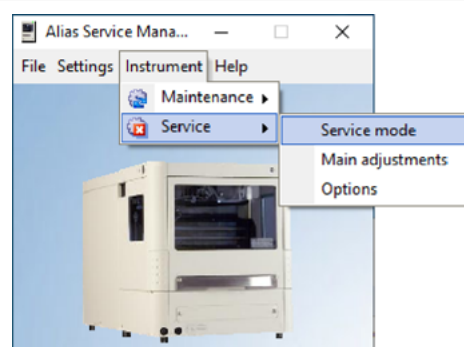 Alias Service Mana...
File Settings Instrument Help
Maintenance
Service
Service mode
Main adjustments
Options